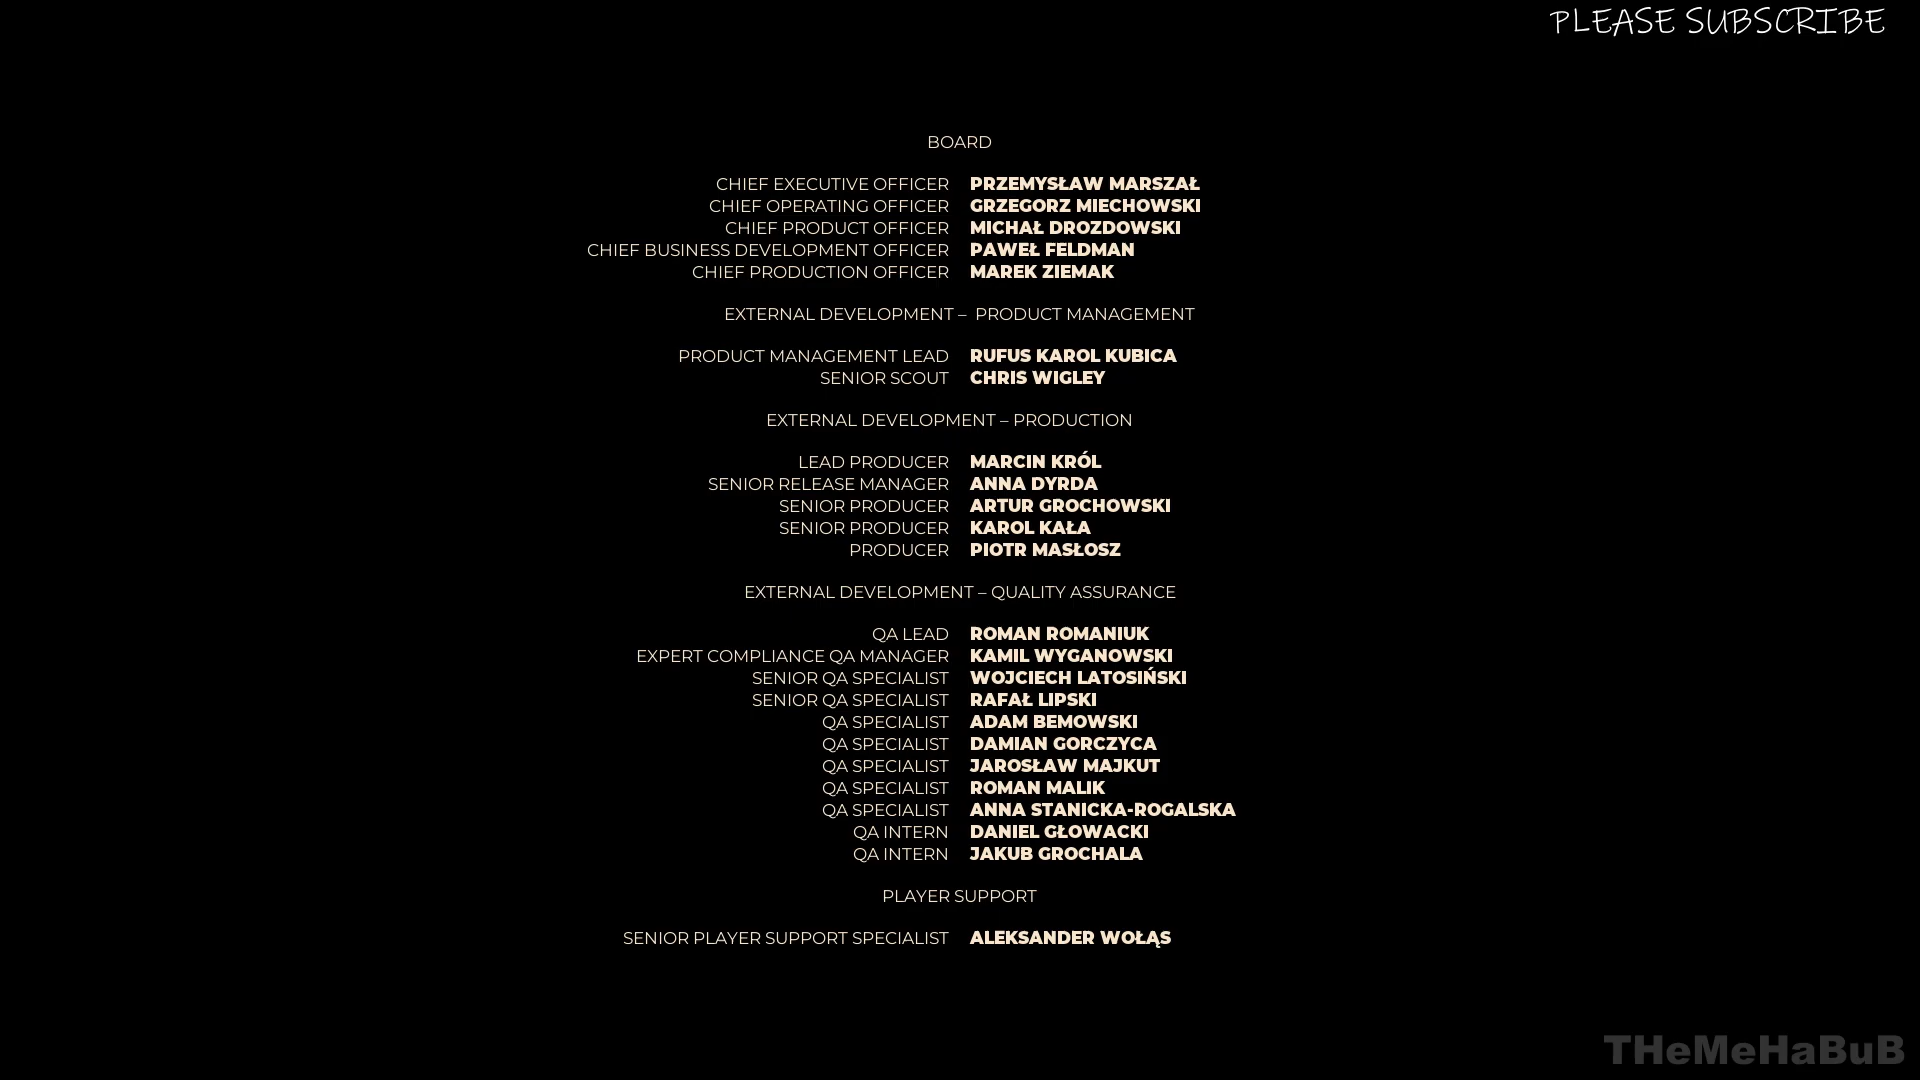 PLEASE SUBSCRIBE
BOARD
CHIEF EXECUTIVE OFFICER PRZEMYSŁAW MARSZAŁ
CHIEF OPERATING OFFICER GRZEGORZ MIECHOWSKI
CHIEF PRODUCT OFFICER MICHAŁ DROZDOWSKI
CHIEF BUSINESS DEVELOPMENT OFFICER PAWEŁ FELDMAN
CHIEF PRODUCTION OFFICER MAREK ZIEMAK
EXTERNAL DEVELOPMENT – PRODUCT MANAGEMENT
PRODUCT MANAGEMENT LEAD RUFUS KAROL KUBICA
SENIOR SCOUT CHRIS WIGLEY
EXTERNAL DEVELOPMENT – PRODUCTION
LEAD PRODUCER MARCIN KRÓL
SENIOR RELEASE MANAGER ANNA DYRDA
SENIOR PRODUCER ARTUR GROCHOWSKI
SENIOR PRODUCER KAROL KAŁA
PRODUCER PIOTR MASŁOSZ
EXTERNAL DEVELOPMENT – QUALITY ASSURANCE
QA LEAD ROMAN ROMANIUK
EXPERT COMPLIANCE QA MANAGER KAMIL WYGANOWSKI
SENIOR QA SPECIALIST WOJCIECH LATOSIŃSKI
SENIOR QA SPECIALIST RAFAŁ LIPSKI
QA SPECIALIST ADAM BEMOWSKI
QA SPECIALIST DAMIAN GORCZYCA
QA SPECIALIST JAROSŁAW MAJKUT
QA SPECIALIST ROMAN MALIK
QA SPECIALIST ANNA STANICKA-ROGALSKA
QA INTERN DANIEL GŁOWACKI
QA INTERN JAKUB GROCHALA
PLAYER SUPPORT
SENIOR PLAYER SUPPORT SPECIALIST ALEKSANDER WOŁĄS
THeMeHaBuB